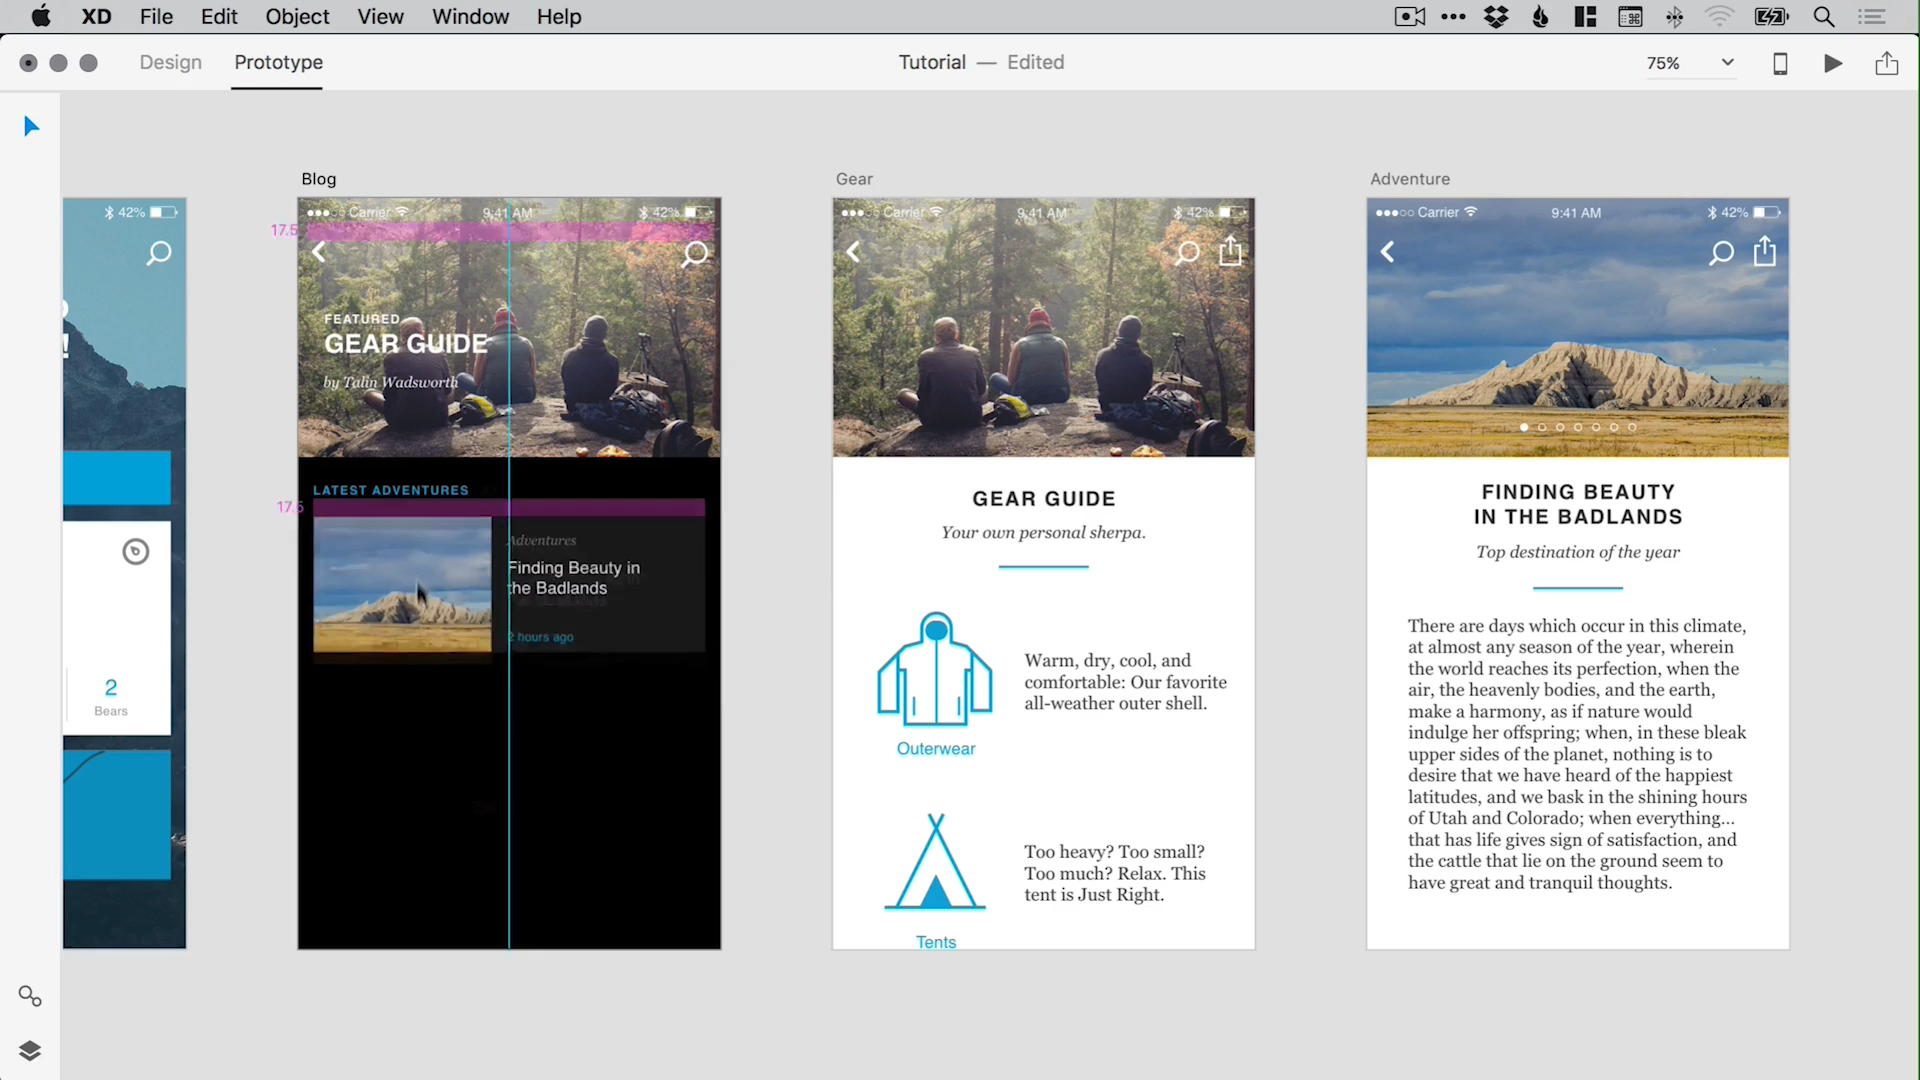 XD File Edit Object View Window Help
Design Prototype Tutorial — Edited 75%
Blog Gear Adventure
42%
!
2
Bears
Carrier 9:41 AM 42%
17.5
FEATURED
GEAR GUIDE
by Talin Wadsworth
LATEST ADVENTURES
17.5
Adventures
Finding Beauty in
the Badlands
2 hours ago
Carrier 9:41 AM 42%
GEAR GUIDE
Your own personal sherpa.
Warm, dry, cool, and
comfortable: Our favorite
all-weather outer shell.
Outerwear
Too heavy? Too small?
Too much? Relax. This
tent is Just Right.
Tents
Carrier 9:41 AM 42%
FINDING BEAUTY
IN THE BADLANDS
Top destination of the year
There are days which occur in this climate,
at almost any season of the year, wherein
the world reaches its perfection, when the
air, the heavenly bodies, and the earth,
make a harmony, as if nature would
indulge her offspring; when, in these bleak
upper sides of the planet, nothing is to
desire that we have heard of the happiest
latitudes, and we bask in the shining hours
of Utah and Colorado; when everything...
that has life gives sign of satisfaction, and
the cattle that lie on the ground seem to
have great and tranquil thoughts.